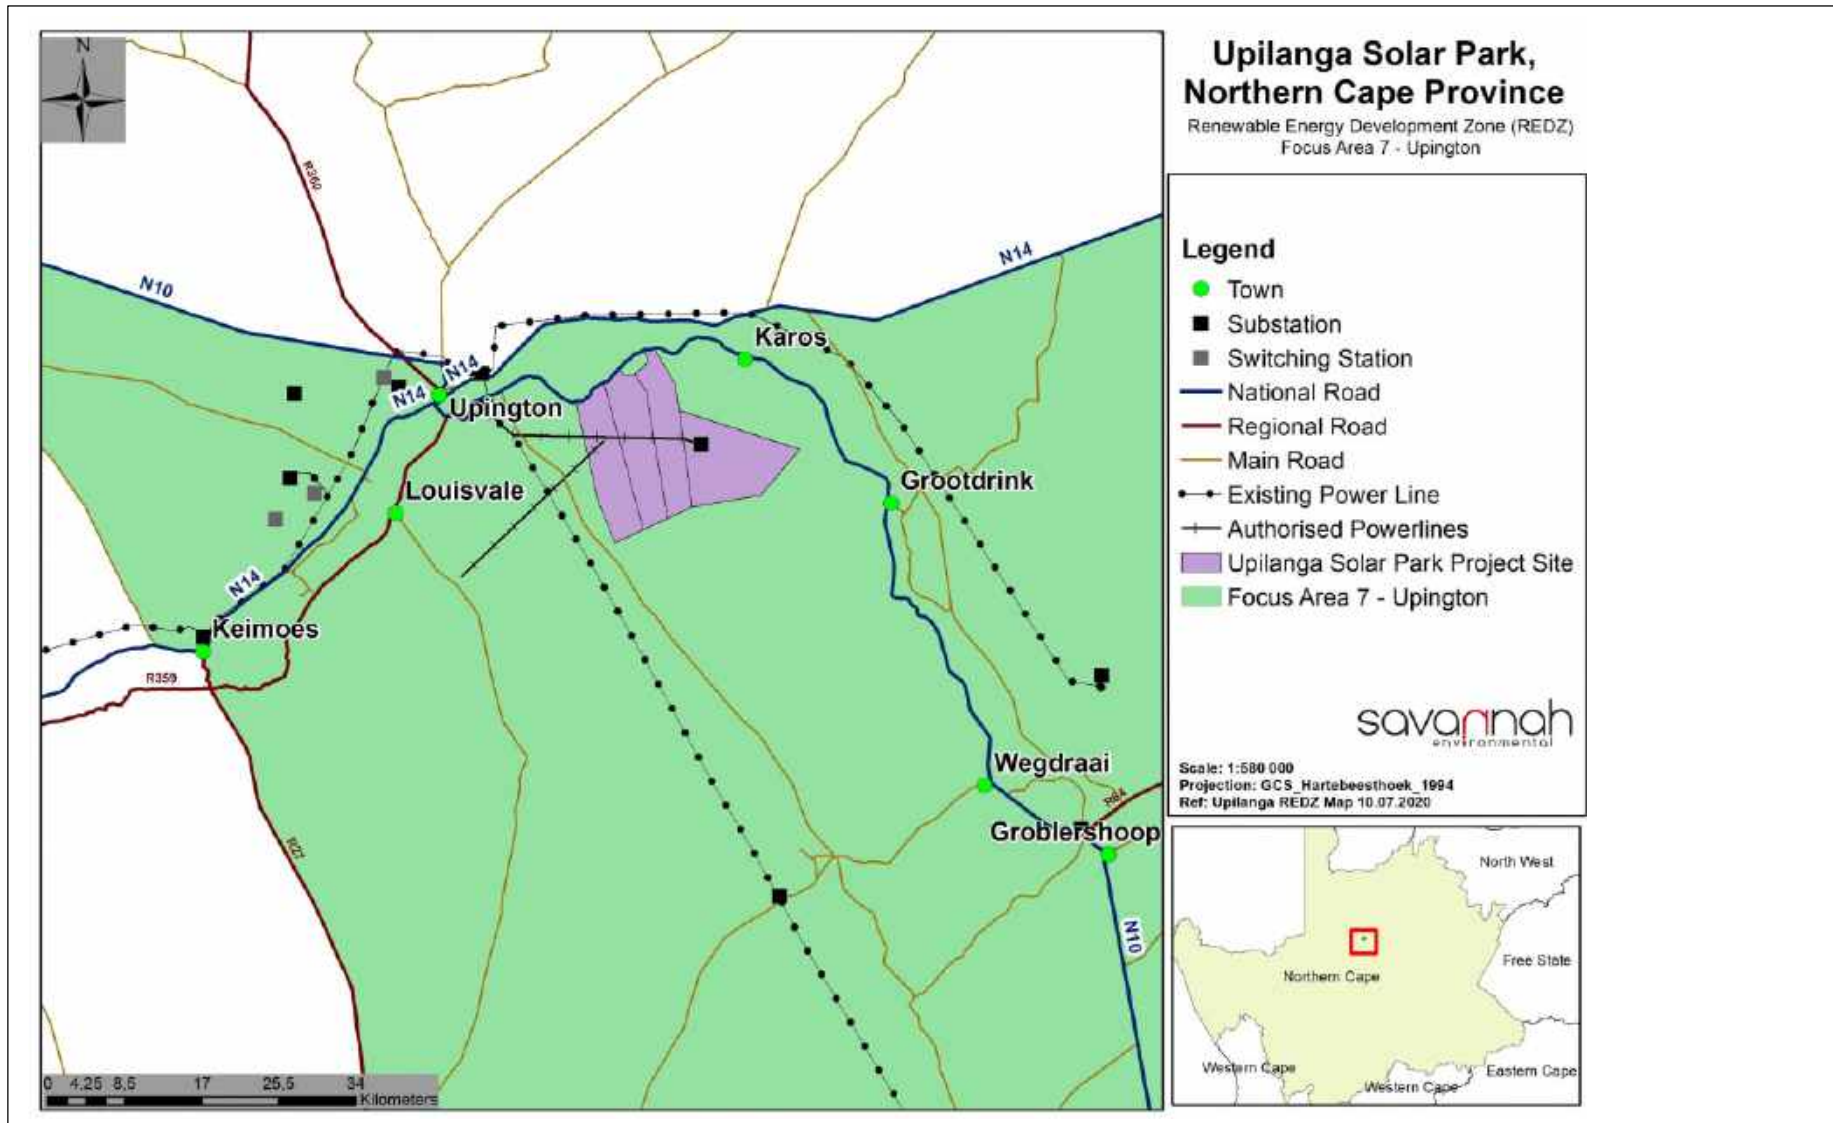 Upilanga Solar Park,
Northern Cape Province
Renewable Energy Development Zone (REDZ)
Focus Area 7 - Upington
Legend
Town
Substation
Switching Station
National Road
Regional Road
Main Road
Existing Power Line
Authorised Powerlines
Upilanga Solar Park Project Site
Focus Area 7 - Upington
savannah
environmental
Scale: 1:580 000
Projection: GCS_Hartebeesthoek_1994
Ref: Upilanga REDZ Map 10.07.2020
N
R360
N10
N14
Karos
N14
N14
Upington
Louisvale
Grootdrink
N14
Keimoes
R359
R27
Wegdraai
R64
Groblershoop
N10
0 4.25 8.5 17 25.5 34
Kilometers
North West
Free State
Northern Cape
Western Cape
Western Cape
Eastern Cape